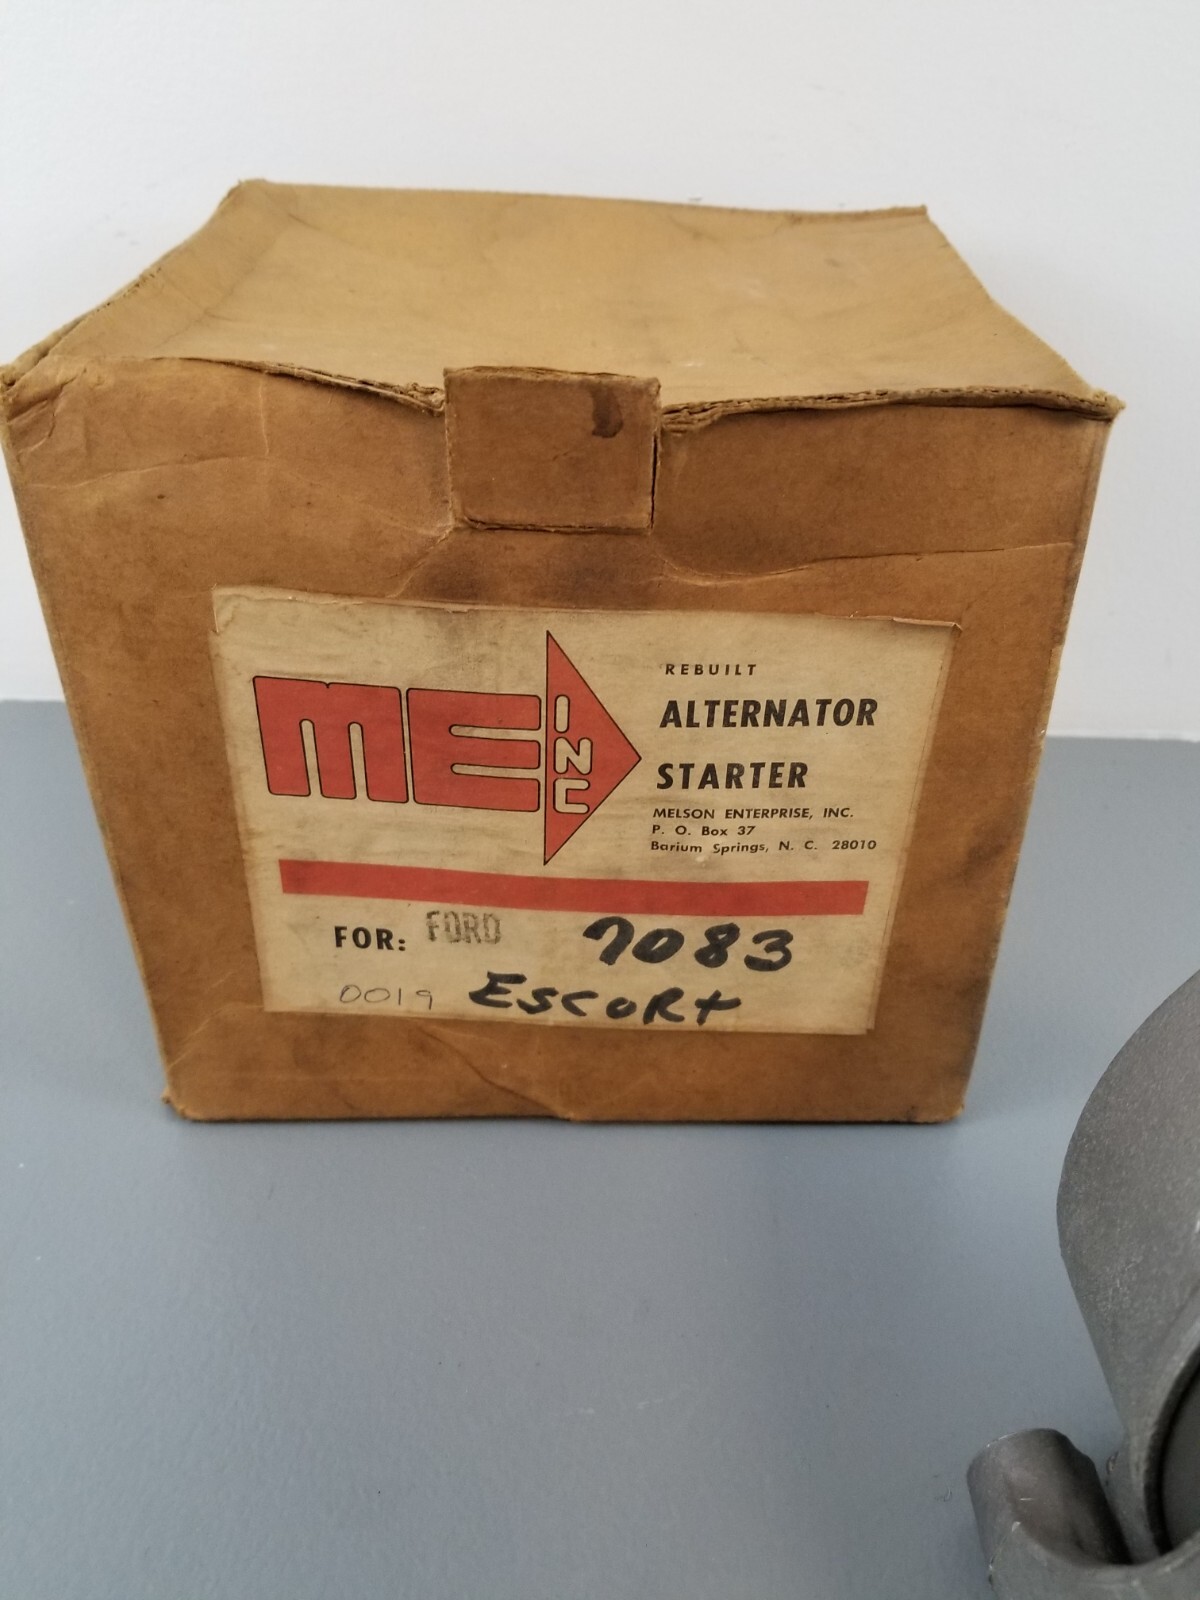 ME INC
REBUILT
ALTERNATOR
STARTER
MELSON ENTERPRISE, INC.
P. O. Box 37
Barium Springs, N. C. 28010
FOR: FORD 7083
0019 ESCORT